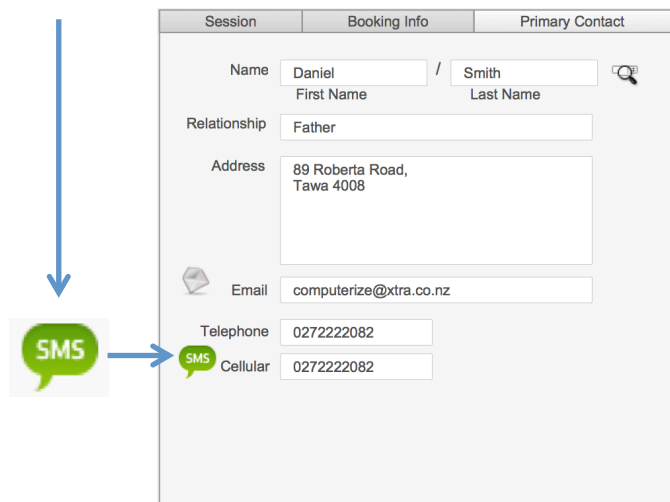 Session Booking Info Primary Contact
Name Daniel / Smith
First Name Last Name
Relationship Father
Address 89 Roberta Road,
Tawa 4008
Email computerize@xtra.co.nz
Telephone 0272222082
SMS SMS Cellular 0272222082